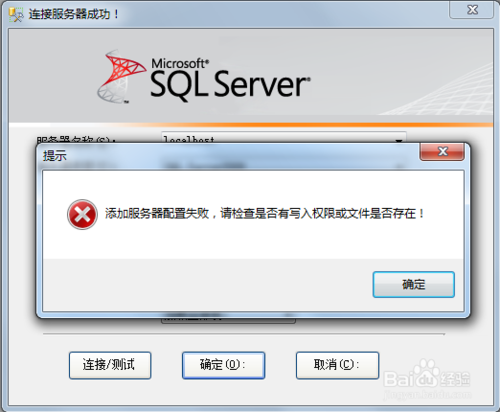 连接服务器成功！
Microsoft®
SQL Server®
服务器名称(S):
localhost
提示
添加服务器配置失败，请检查是否有写入权限或文件是否存在！
确定
连接/测试
确定(O):
取消(C):
Baidu经验